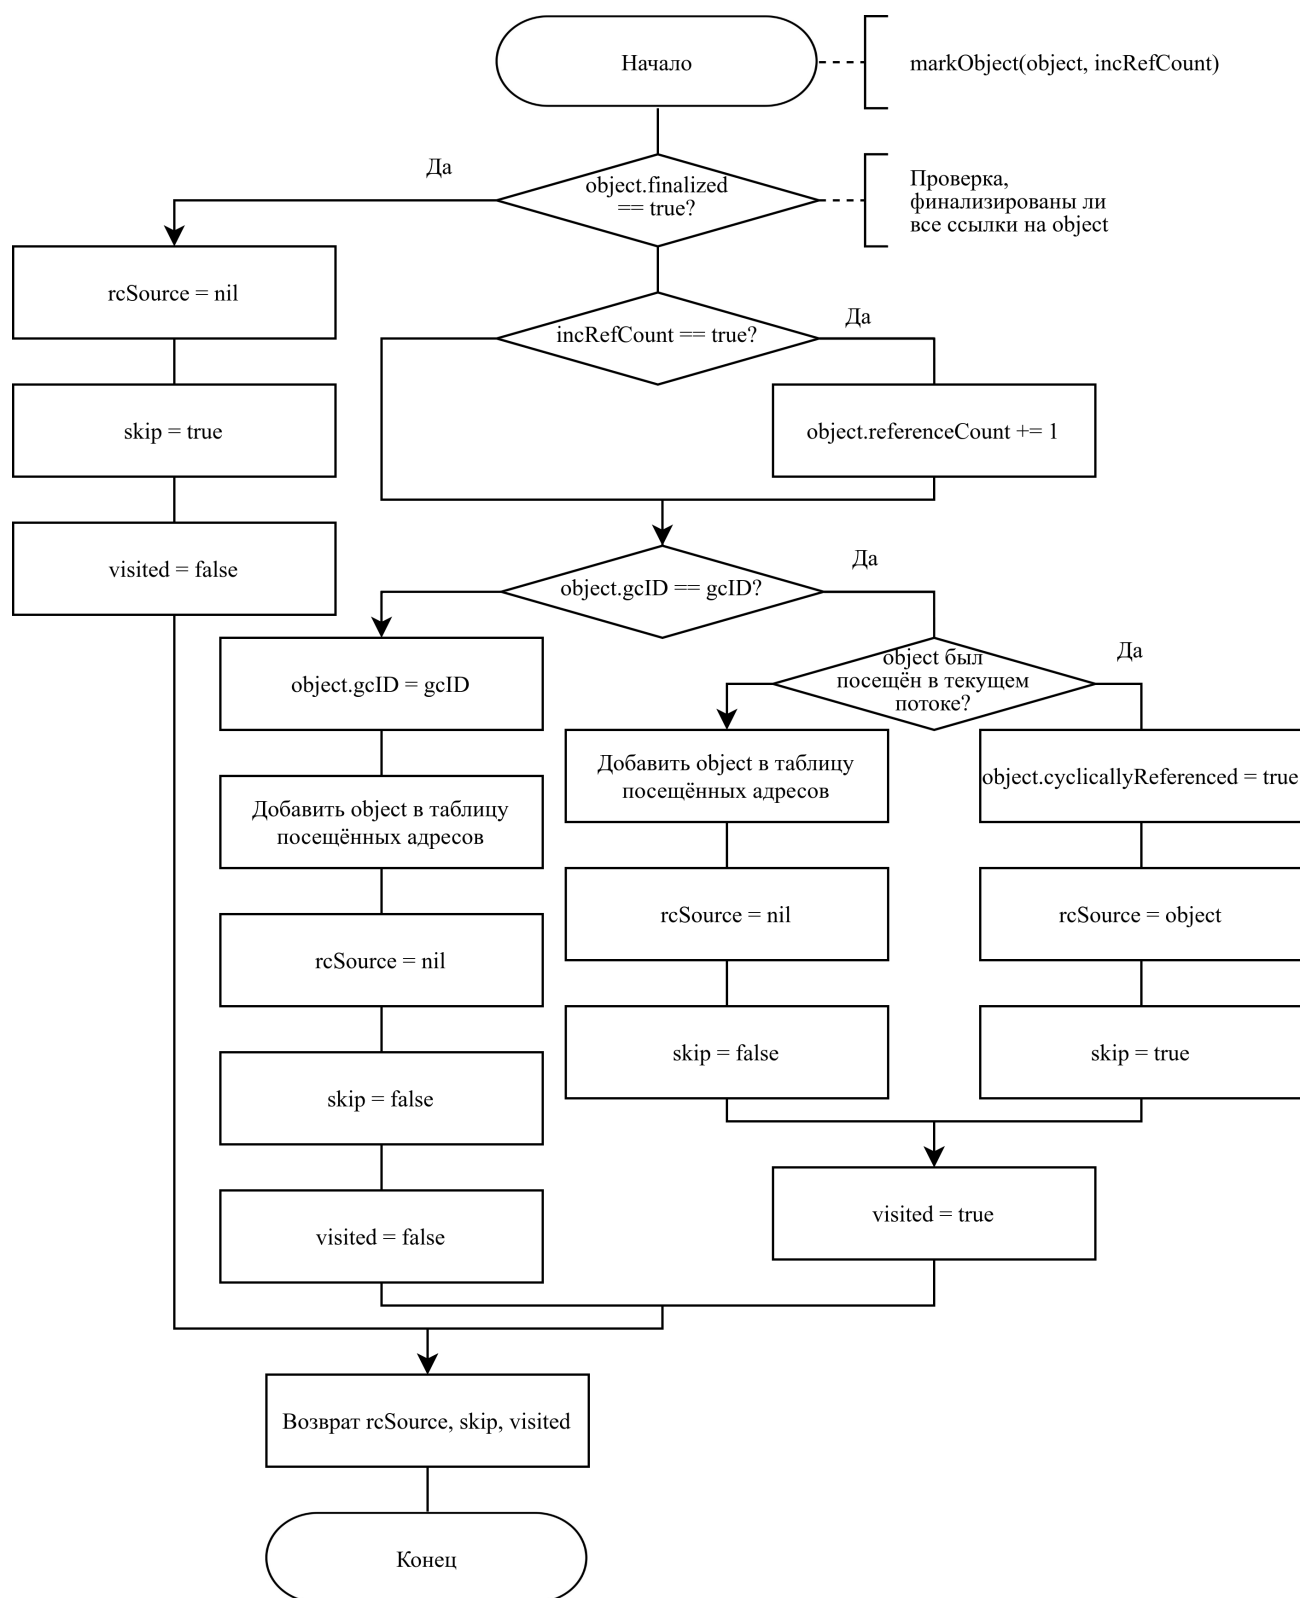 Начало
markObject(object, incRefCount)
Да
object.finalized
== true?
Проверка,
финализированы ли
все ссылки на object
rcSource = nil
incRefCount == true?
Да
skip = true
object.referenceCount += 1
visited = false
object.gcID == gcID?
Да
object.gcID = gcID
object был
посещён в текущем
потоке?
Да
Добавить object в таблицу
посещённых адресов
object.cyclicallyReferenced = true
Добавить object в таблицу
посещённых адресов
rcSource = nil
rcSource = object
rcSource = nil
skip = false
skip = true
skip = false
visited = true
visited = false
Возврат rcSource, skip, visited
Конец